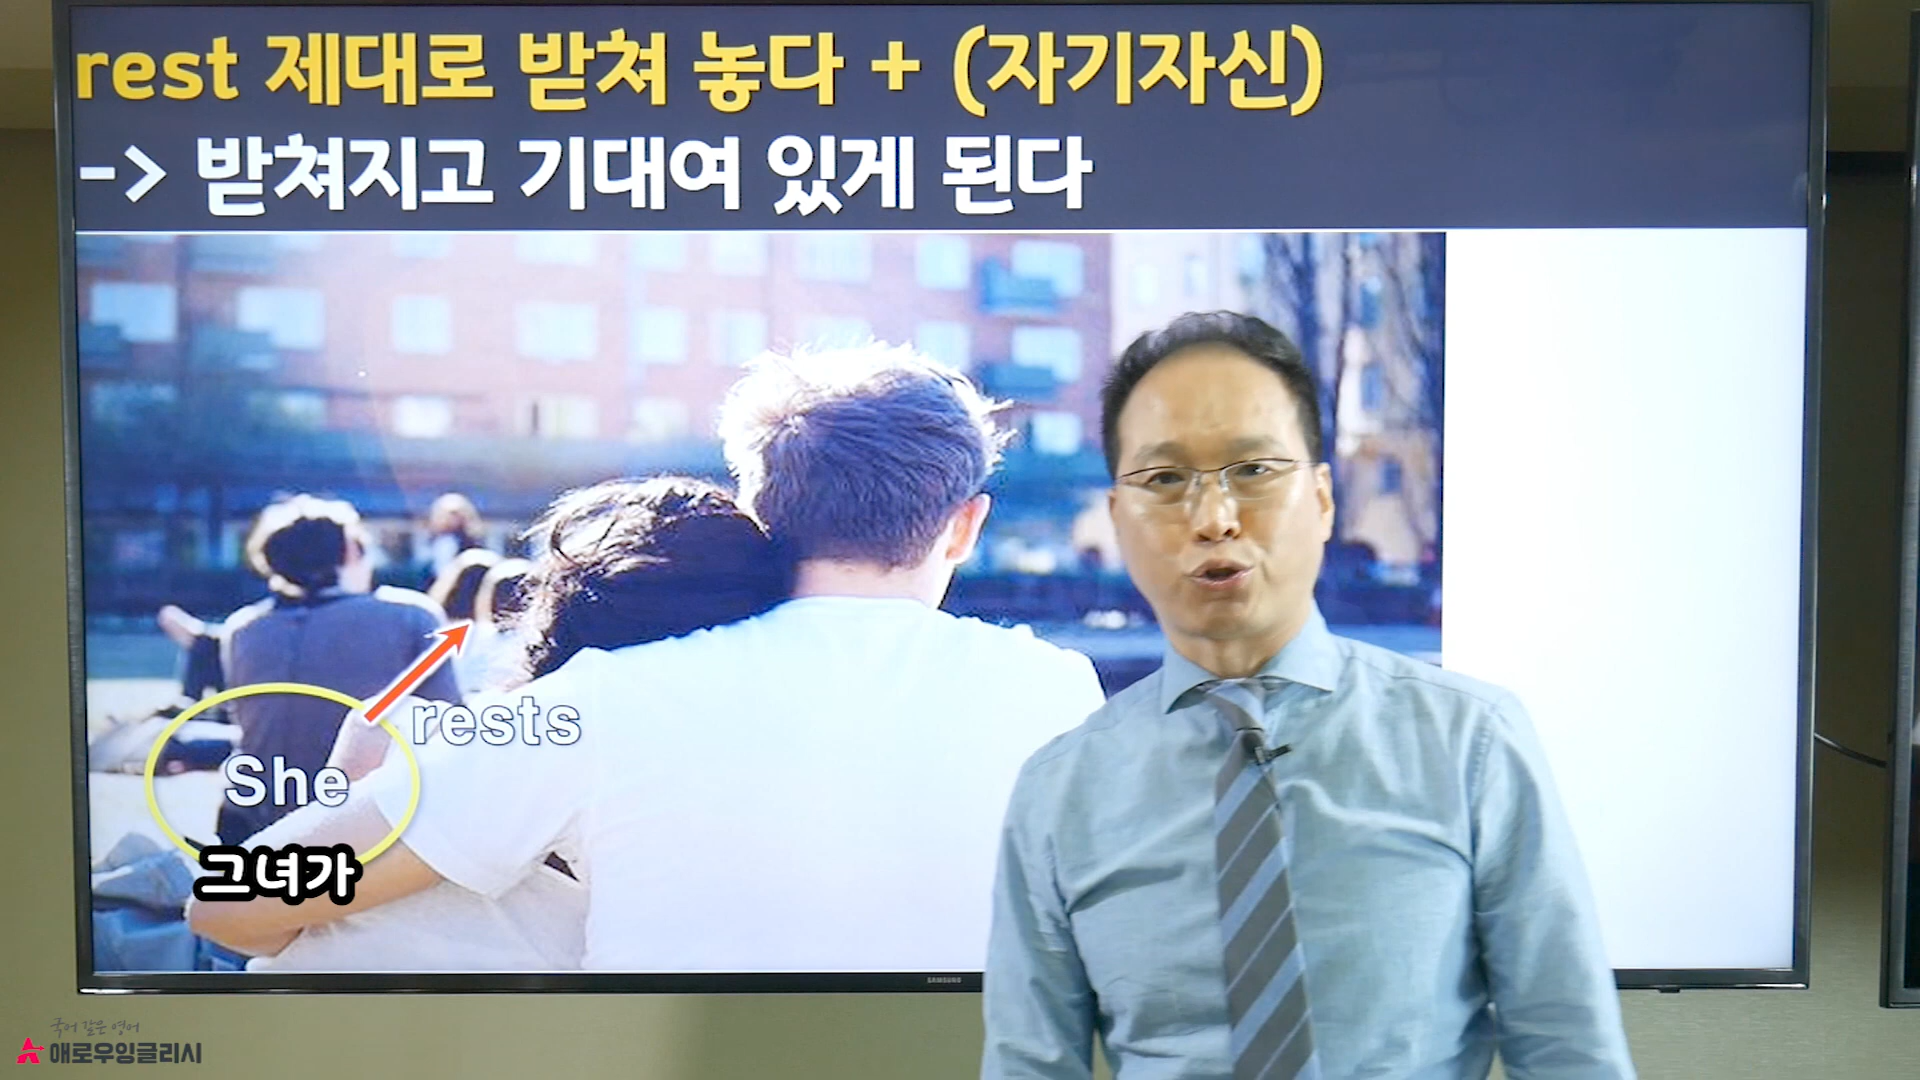 rest 제대로 받쳐 놓다 + (자기자신)
-> 받쳐지고 기대여 있게 된다
rests
She
그녀가
SAMSUNG
국어 같은 영어
애로우잉글리시